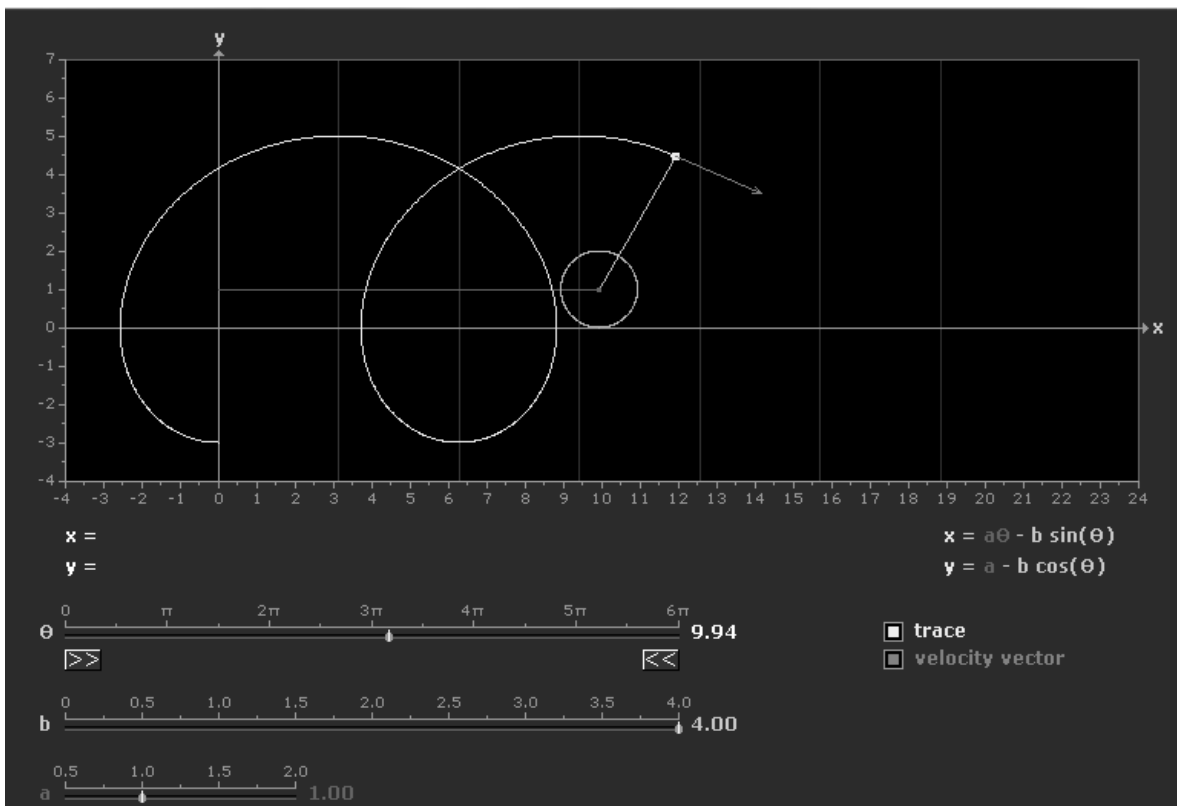 y
7
6
5
4
3
2
1
0
-1
-2
-3
-4
x
-4 -3 -2 -1 0 1 2 3 4 5 6 7 8 9 10 11 12 13 14 15 16 17 18 19 20 21 22 23 24
x = x = aθ - b sin(θ)
y = y = a - b cos(θ)
0 π 2π 3π 4π 5π 6π
θ 9.94 trace
>> << velocity vector
0 0.5 1.0 1.5 2.0 2.5 3.0 3.5 4.0
b 4.00
0.5 1.0 1.5 2.0
a 1.00